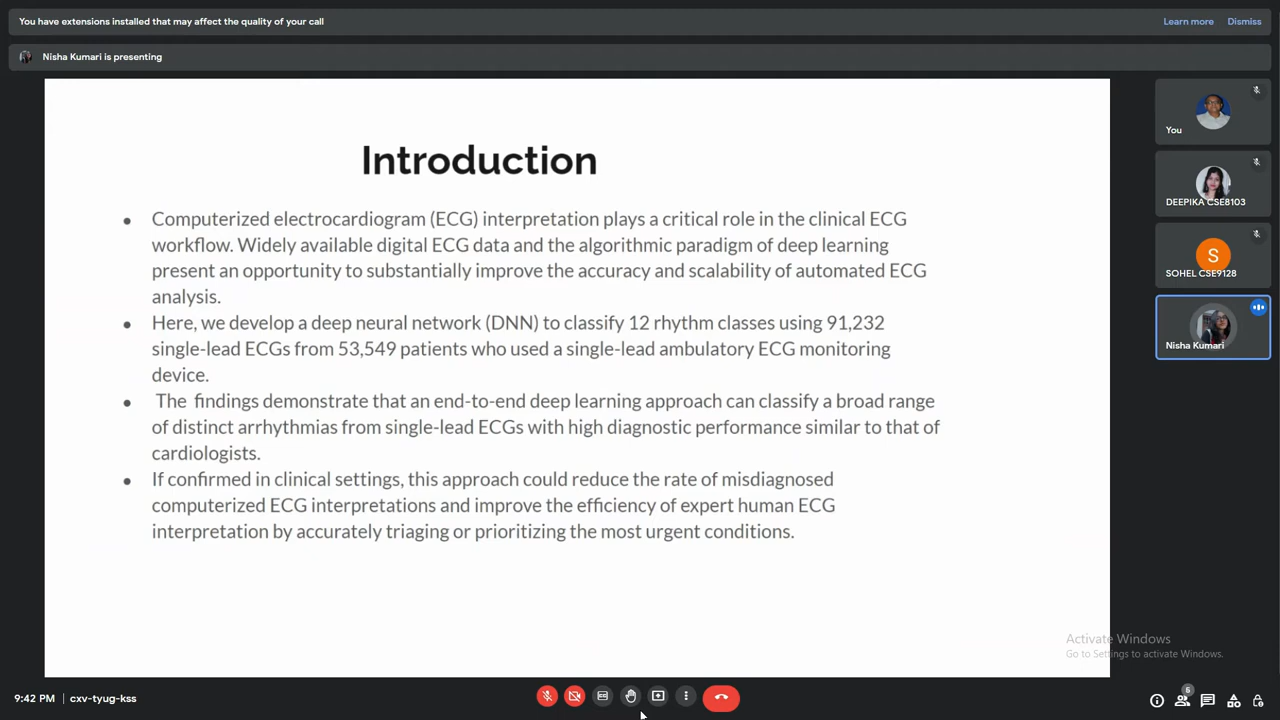 You have extensions installed that may affect the quality of your call
Learn more
Dismiss
Nisha Kumari is presenting
Introduction
● Computerized electrocardiogram (ECG) interpretation plays a critical role in the clinical ECG
workflow. Widely available digital ECG data and the algorithmic paradigm of deep learning
present an opportunity to substantially improve the accuracy and scalability of automated ECG
analysis.
● Here, we develop a deep neural network (DNN) to classify 12 rhythm classes using 91,232
single-lead ECGs from 53,549 patients who used a single-lead ambulatory ECG monitoring
device.
● The findings demonstrate that an end-to-end deep learning approach can classify a broad range
of distinct arrhythmias from single-lead ECGs with high diagnostic performance similar to that of
cardiologists.
● If confirmed in clinical settings, this approach could reduce the rate of misdiagnosed
computerized ECG interpretations and improve the efficiency of expert human ECG
interpretation by accurately triaging or prioritizing the most urgent conditions.
You
DEEPIKA CSE8103
S
SOHEL CSE9128
Nisha Kumari
Activate Windows
Go to Settings to activate Windows.
9:42 PM
cxv-tyug-kss
6